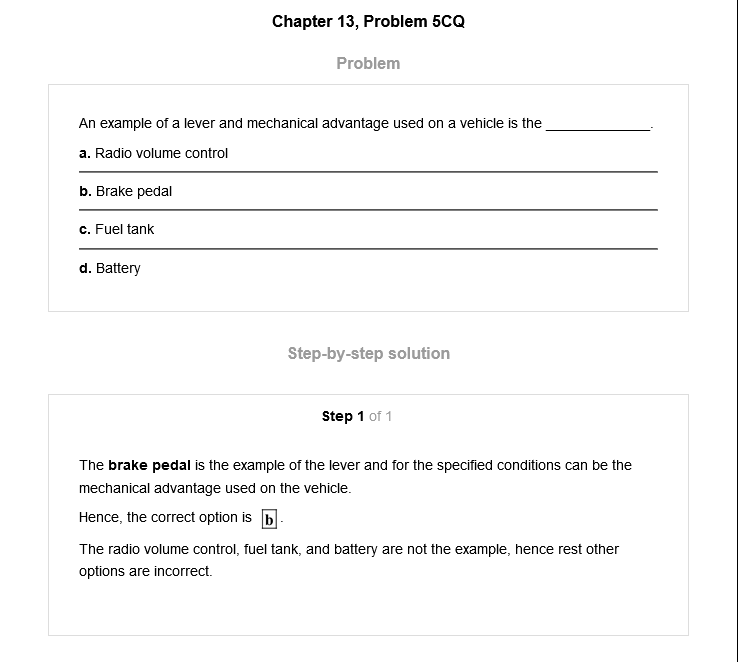 Chapter 13, Problem 5CQ
Problem
An example of a lever and mechanical advantage used on a vehicle is the _____________.
a. Radio volume control
b. Brake pedal
c. Fuel tank
d. Battery
Step-by-step solution
Step 1 of 1
The brake pedal is the example of the lever and for the specified conditions can be the
mechanical advantage used on the vehicle.
Hence, the correct option is b.
The radio volume control, fuel tank, and battery are not the example, hence rest other
options are incorrect.